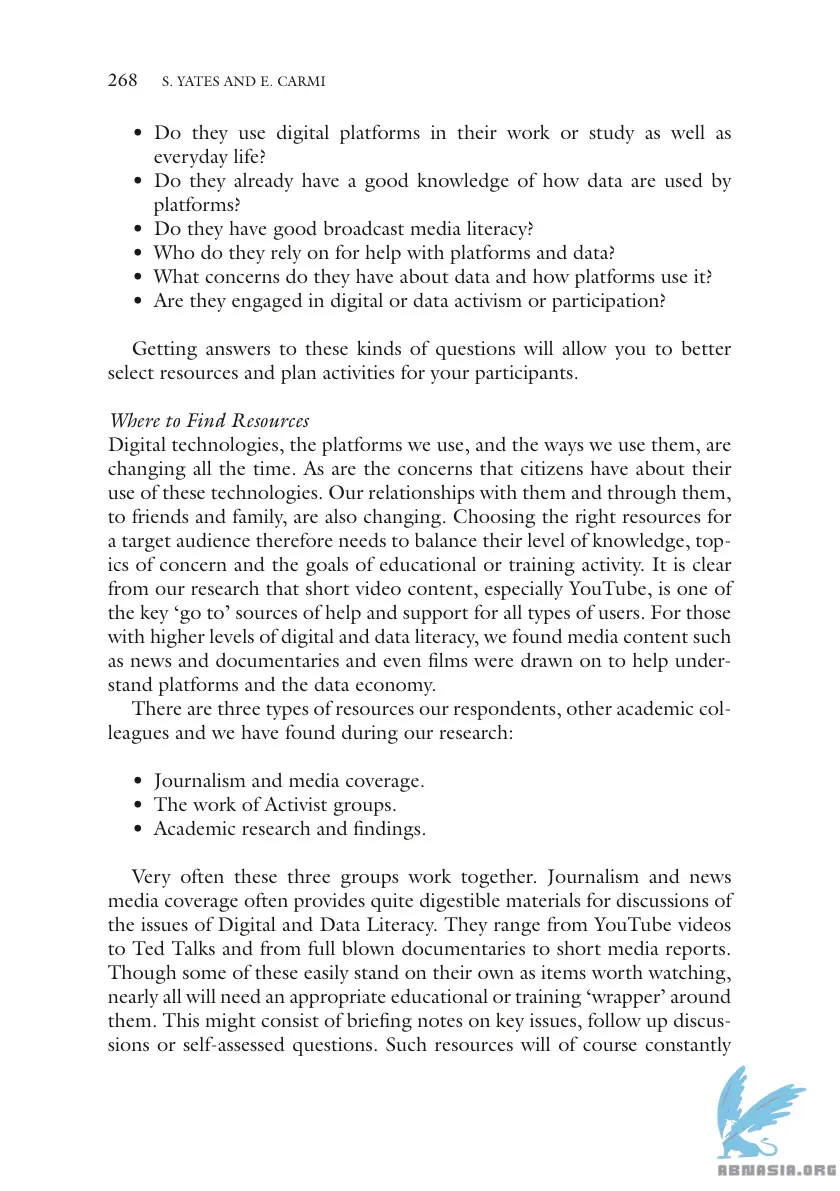 268 S. YATES AND E. CARMI
• Do they use digital platforms in their work or study as well as
everyday life?
• Do they already have a good knowledge of how data are used by
platforms?
• Do they have good broadcast media literacy?
• Who do they rely on for help with platforms and data?
• What concerns do they have about data and how platforms use it?
• Are they engaged in digital or data activism or participation?
Getting answers to these kinds of questions will allow you to better
select resources and plan activities for your participants.
Where to Find Resources
Digital technologies, the platforms we use, and the ways we use them, are
changing all the time. As are the concerns that citizens have about their
use of these technologies. Our relationships with them and through them,
to friends and family, are also changing. Choosing the right resources for
a target audience therefore needs to balance their level of knowledge, top-
ics of concern and the goals of educational or training activity. It is clear
from our research that short video content, especially YouTube, is one of
the key ‘go to’ sources of help and support for all types of users. For those
with higher levels of digital and data literacy, we found media content such
as news and documentaries and even films were drawn on to help under-
stand platforms and the data economy.
There are three types of resources our respondents, other academic col-
leagues and we have found during our research:
• Journalism and media coverage.
• The work of Activist groups.
• Academic research and findings.
Very often these three groups work together. Journalism and news
media coverage often provides quite digestible materials for discussions of
the issues of Digital and Data Literacy. They range from YouTube videos
to Ted Talks and from full blown documentaries to short media reports.
Though some of these easily stand on their own as items worth watching,
nearly all will need an appropriate educational or training ‘wrapper’ around
them. This might consist of briefing notes on key issues, follow up discus-
sions or self-assessed questions. Such resources will of course constantly
ABNASIA.ORG